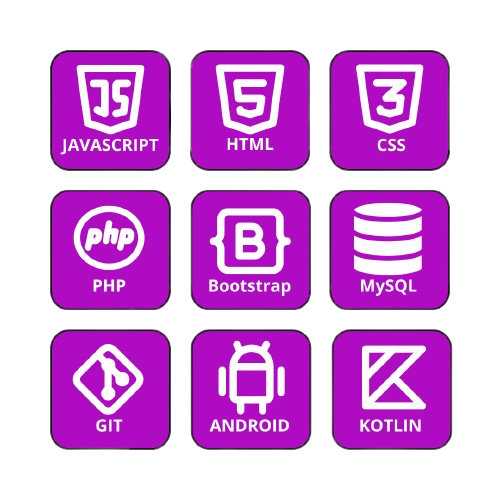 JS
5
3
JAVASCRIPT
HTML
CSS
php
B
PHP
Bootstrap
MySQL
GIT
ANDROID
KOTLIN